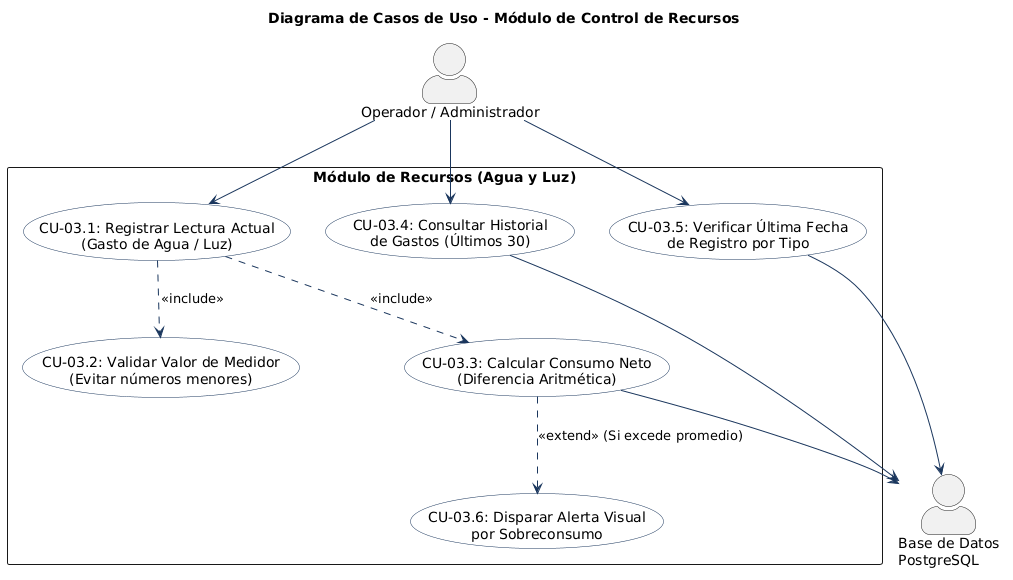 Diagrama de Casos de Uso - Módulo de Control de Recursos
Operador / Administrador
Módulo de Recursos (Agua y Luz)
CU-03.1: Registrar Lectura Actual
(Gasto de Agua / Luz)
CU-03.4: Consultar Historial
de Gastos (Últimos 30)
CU-03.5: Verificar Última Fecha
de Registro por Tipo
«include»
«include»
CU-03.2: Validar Valor de Medidor
(Evitar números menores)
CU-03.3: Calcular Consumo Neto
(Diferencia Aritmética)
«extend» (Si excede promedio)
CU-03.6: Disparar Alerta Visual
por Sobreconsumo
Base de Datos
PostgreSQL